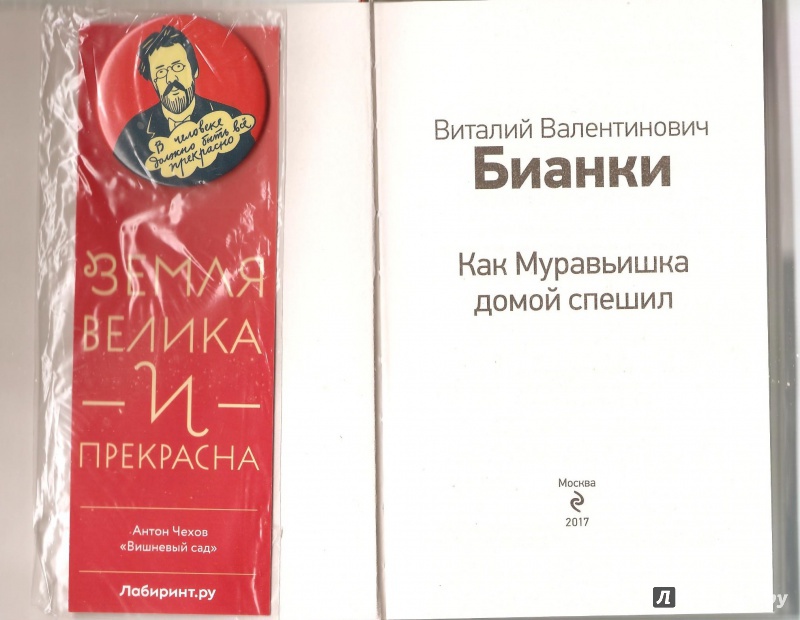 В человеке
должно быть всё
прекрасно
ЗЕМЛЯ
ВЕЛИКА
– И –
ПРЕКРАСНА
Антон Чехов
«Вишневый сад»
Лабиринт.ру
Виталий Валентинович
Бианки
Как Муравьишка
домой спешил
Москва
2017
Л
ру